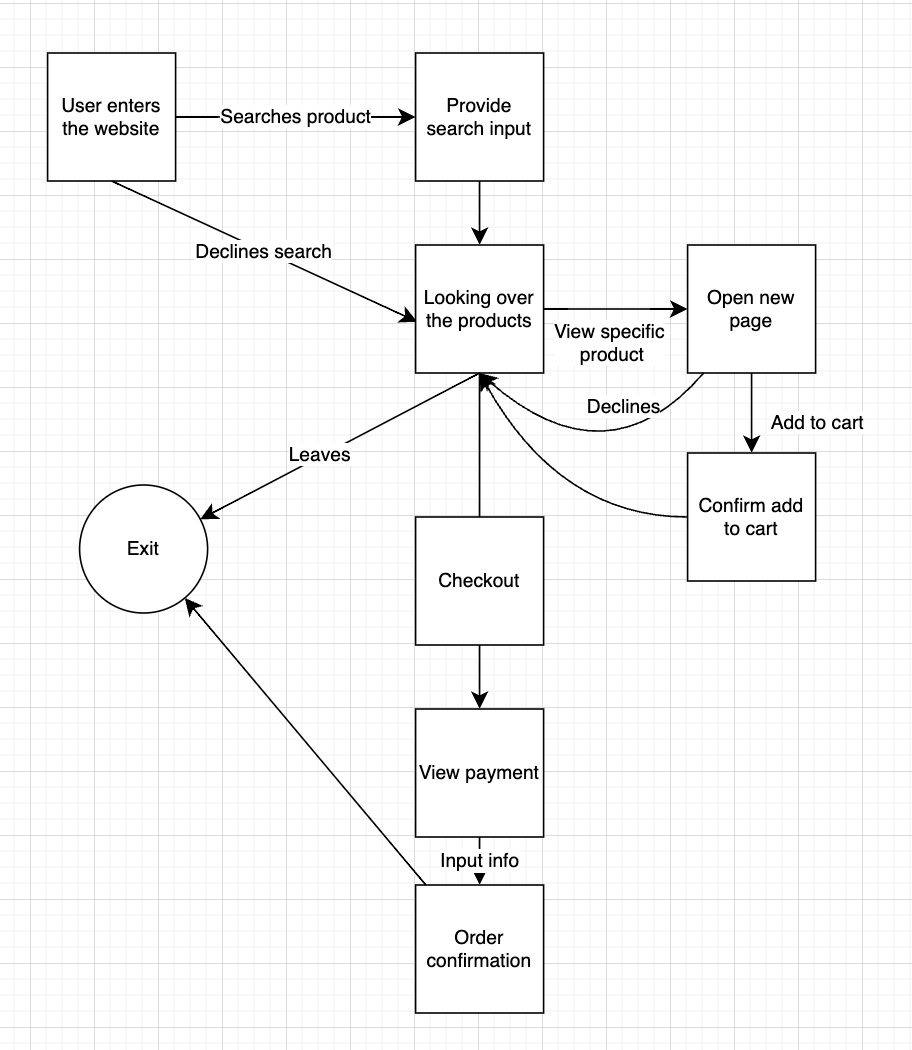 User enters
the website
Searches product
Provide
search input
Declines search
Looking over
the products
View specific
product
Open new
page
Declines
Add to cart
Leaves
Confirm add
to cart
Exit
Checkout
View payment
Input info
Order
confirmation